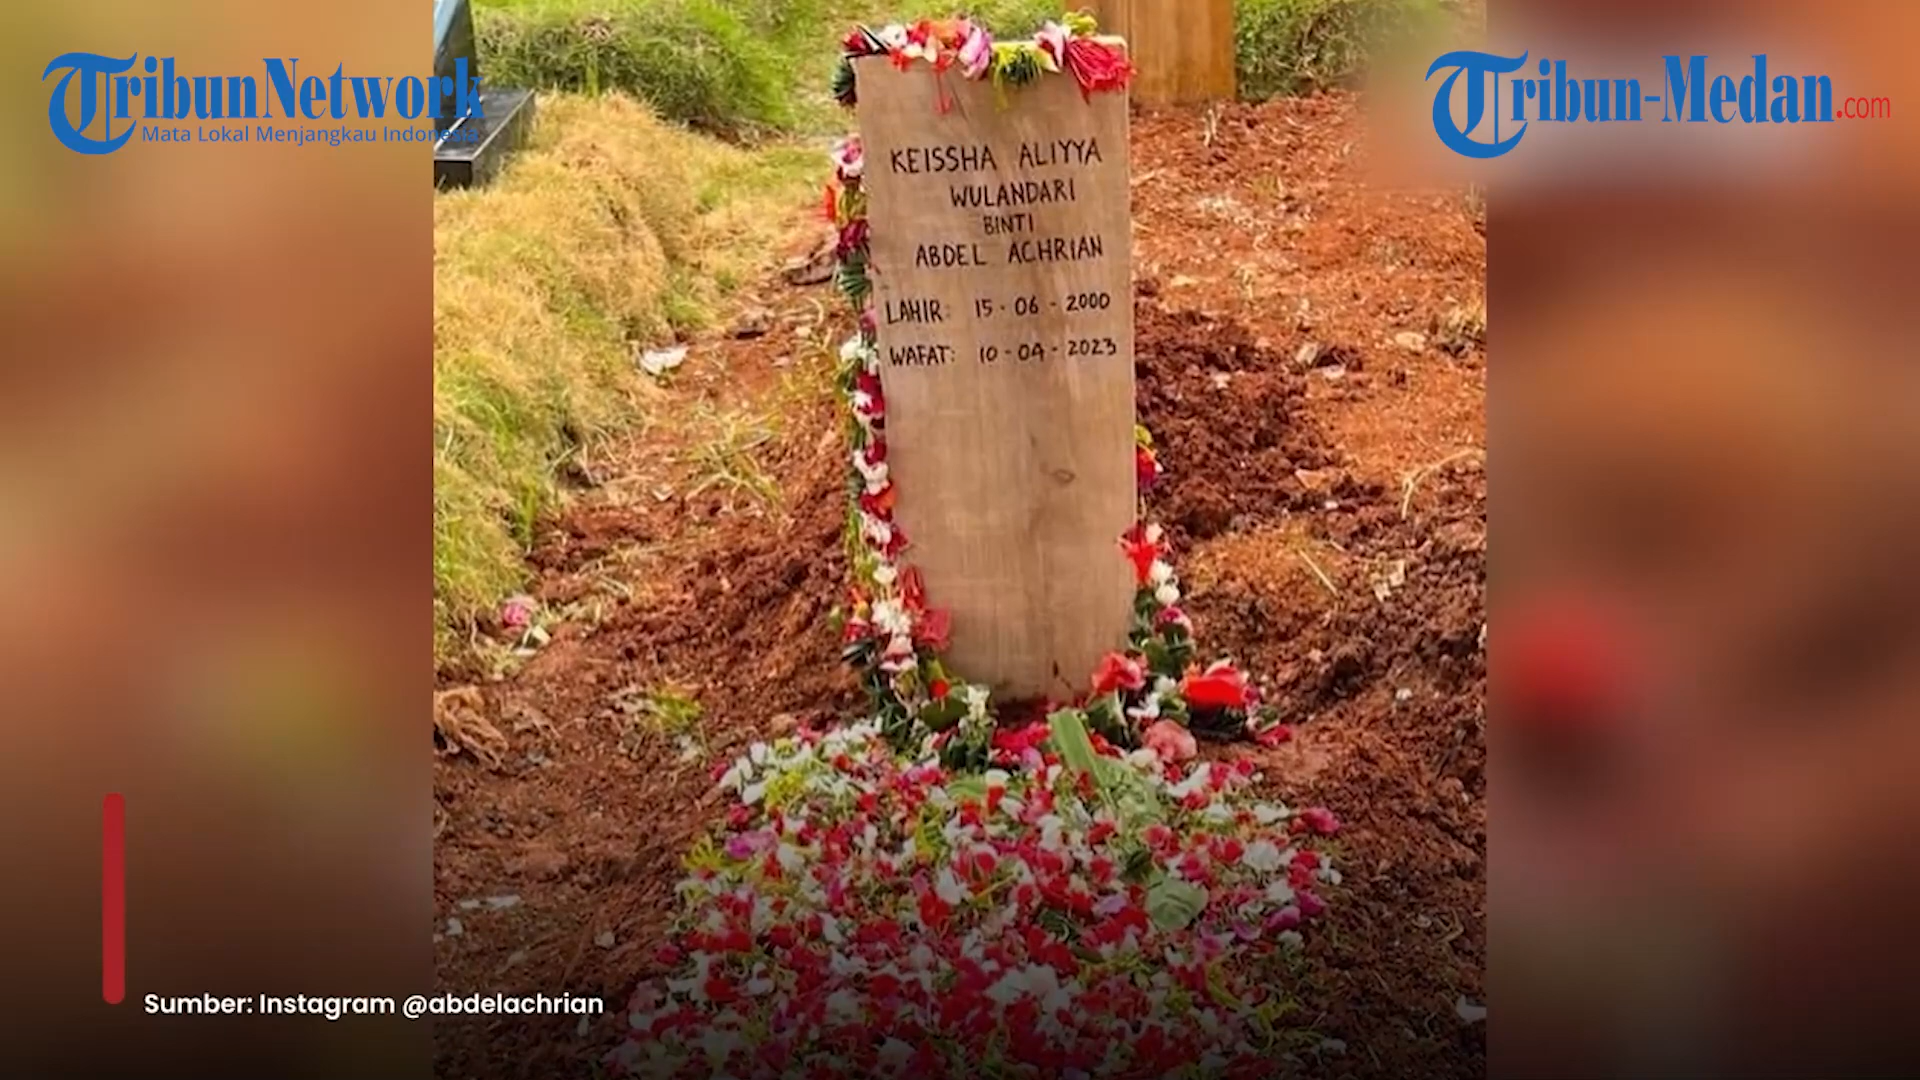 TribunNetwork
Mata Lokal Menjangkau Indonesia
Tribun-Medan.com
KEISSHA ALIYYA
WULANDARI
BINTI
ABDEL ACHRIAN
LAHIR: 15-06-2000
WAFAT: 10-04-2023
Sumber: Instagram @abdelachrian